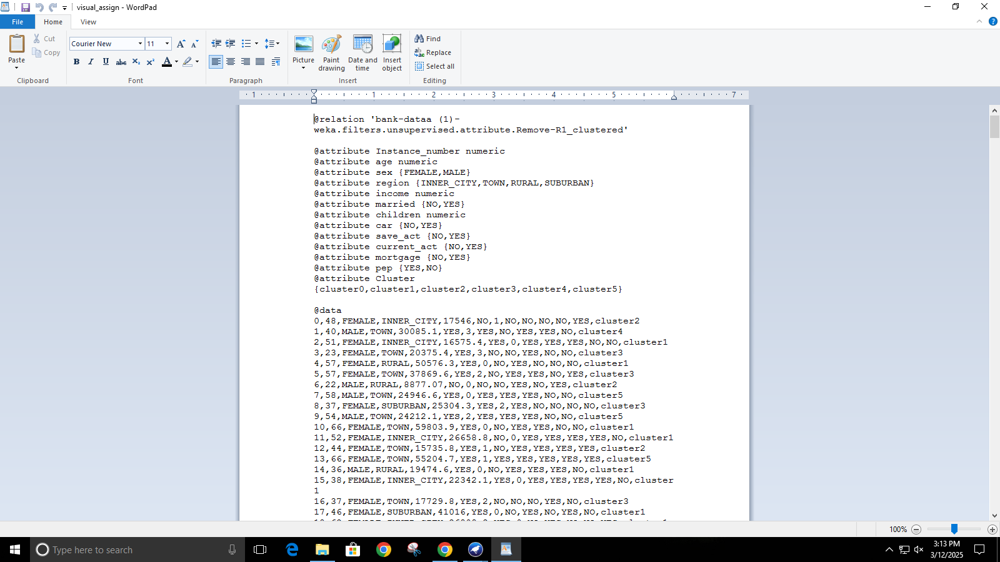 visual_assign - WordPad
File Home View
Paste
Cut
Copy
Clipboard
Courier New 11
B I U abc X₂ X² A
Font
Paragraph
Picture
Paint drawing
Date and time
Insert object
Insert
Find
Replace
Select all
Editing
1 1 2 3 4 5 7
@relation 'bank-dataa (1)-
weka.filters.unsupervised.attribute.Remove-R1_clustered'
@attribute Instance_number numeric
@attribute age numeric
@attribute sex {FEMALE,MALE}
@attribute region {INNER_CITY,TOWN,RURAL,SUBURBAN}
@attribute income numeric
@attribute married {NO,YES}
@attribute children numeric
@attribute car {NO,YES}
@attribute save_act {NO,YES}
@attribute current_act {NO,YES}
@attribute mortgage {NO,YES}
@attribute pep {YES,NO}
@attribute Cluster
{cluster0,cluster1,cluster2,cluster3,cluster4,cluster5}
@data
0,48,FEMALE,INNER_CITY,17546,NO,1,NO,NO,NO,NO,YES,cluster2
1,40,MALE,TOWN,30085.1,YES,3,YES,NO,YES,YES,NO,cluster4
2,51,FEMALE,INNER_CITY,16575.4,YES,0,YES,YES,YES,NO,NO,cluster1
3,23,FEMALE,TOWN,20375.4,YES,3,NO,NO,YES,NO,NO,cluster3
4,57,FEMALE,RURAL,50576.3,YES,0,NO,YES,NO,NO,NO,cluster1
5,57,FEMALE,TOWN,37869.6,YES,2,NO,YES,YES,NO,YES,cluster3
6,22,MALE,RURAL,8877.07,NO,0,NO,NO,YES,NO,YES,cluster2
7,58,MALE,TOWN,24946.6,YES,0,YES,YES,YES,NO,NO,cluster5
8,37,FEMALE,SUBURBAN,25304.3,YES,2,YES,NO,NO,NO,NO,cluster3
9,54,MALE,TOWN,24212.1,YES,2,YES,YES,YES,NO,NO,cluster5
10,66,FEMALE,TOWN,59803.9,YES,0,NO,YES,YES,NO,NO,cluster1
11,52,FEMALE,INNER_CITY,26658.8,NO,0,YES,YES,YES,YES,NO,cluster1
12,44,FEMALE,TOWN,15735.8,YES,1,NO,YES,YES,YES,YES,cluster2
13,66,FEMALE,TOWN,55204.7,YES,1,YES,YES,YES,YES,YES,cluster5
14,36,MALE,RURAL,19474.6,YES,0,NO,YES,YES,YES,NO,cluster1
15,38,FEMALE,INNER_CITY,22342.1,YES,0,YES,YES,YES,YES,NO,cluster
1
16,37,FEMALE,TOWN,17729.8,YES,2,NO,NO,NO,YES,NO,cluster3
17,46,FEMALE,SUBURBAN,41016,YES,0,NO,YES,NO,YES,NO,cluster1
100%
Type here to search
3:13 PM
3/12/2025